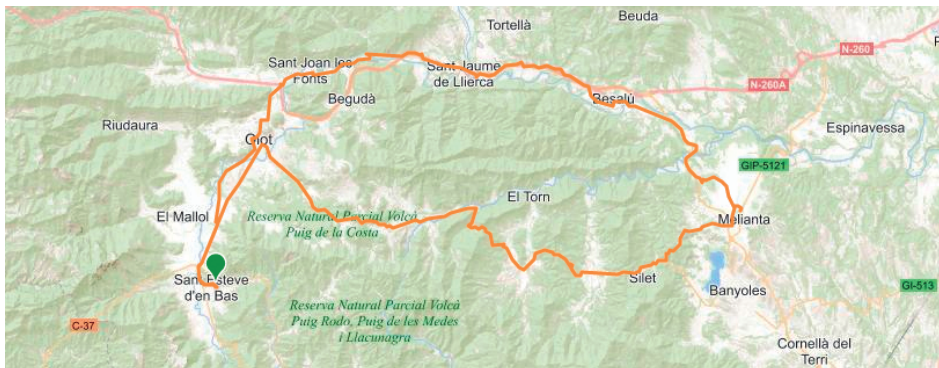 Beuda
Tortellà
N-260
Sant Joan les
Fonts
Sant Jaume
de Llierca
N-260A
Begudà
Besalú
Riudaura
Espinavessa
Olot
GIP-5121
El Torn
El Mallol
Reserva Natural Parcial Volcà
Puig de la Costa
Melianta
Sant Esteve
d'en Bas
Silet
Banyoles
GI-513
Reserva Natural Parcial Volcà
Puig Rodo, Puig de les Medes
i Llacunagra
C-37
Cornellà del
Terri